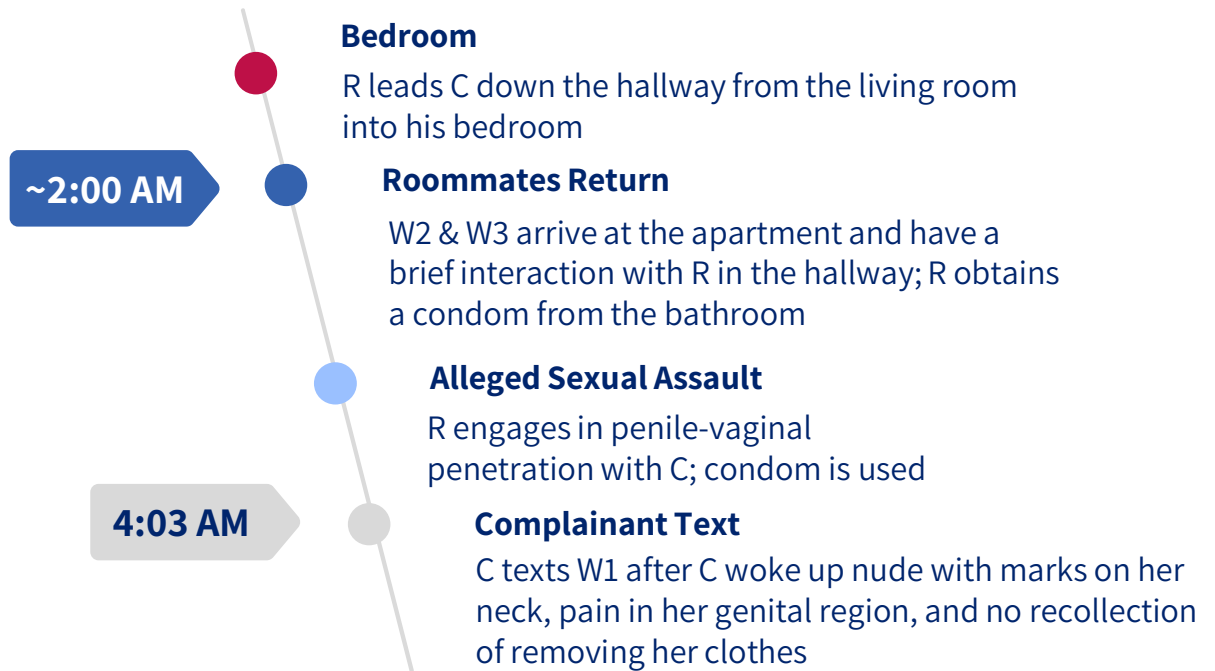 Bedroom
R leads C down the hallway from the living room
into his bedroom
~2:00 AM
Roommates Return
W2 & W3 arrive at the apartment and have a
brief interaction with R in the hallway; R obtains
a condom from the bathroom
Alleged Sexual Assault
R engages in penile-vaginal
penetration with C; condom is used
4:03 AM
Complainant Text
C texts W1 after C woke up nude with marks on her
neck, pain in her genital region, and no recollection
of removing her clothes